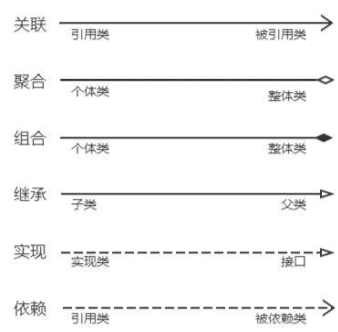 关联
引用类 被引用类
聚合
个体类 整体类
组合
个体类 整体类
继承
子类 父类
实现
实现类 接口
依赖
引用类 被依赖类